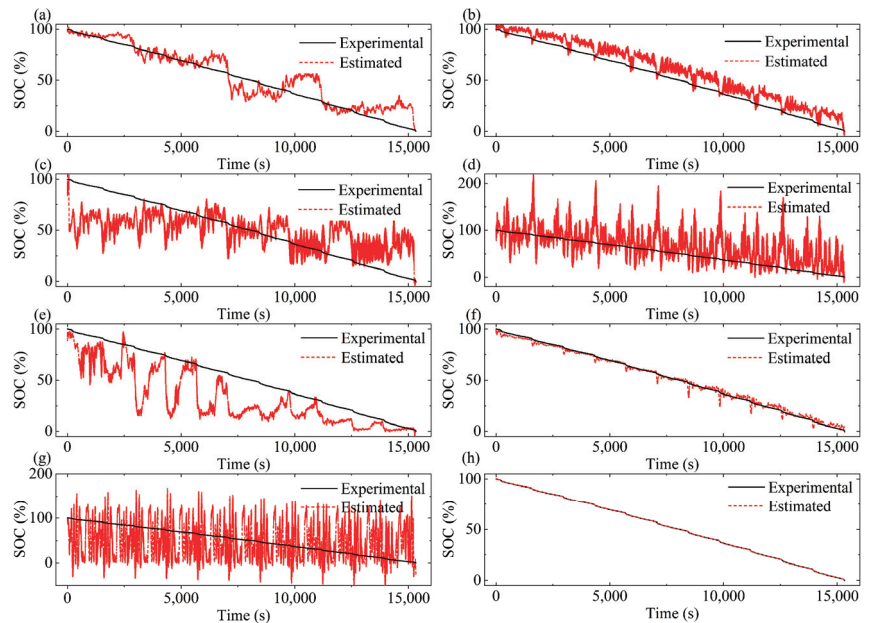 (a)
SOC (%)
100
50
0
Experimental
Estimated
0 5,000 10,000 15,000
Time (s)
(b)
SOC (%)
100
50
0
Experimental
Estimated
0 5,000 10,000 15,000
Time (s)
(c)
SOC (%)
100
50
0
Experimental
Estimated
0 5,000 10,000 15,000
Time (s)
(d)
SOC (%)
200
100
0
Experimental
Estimated
0 5,000 10,000 15,000
Time (s)
(e)
SOC (%)
100
50
0
Experimental
Estimated
0 5,000 10,000 15,000
Time (s)
(f)
SOC (%)
100
50
0
Experimental
Estimated
0 5,000 10,000 15,000
Time (s)
(g)
SOC (%)
200
100
0
Experimental
Estimated
0 5,000 10,000 15,000
Time (s)
(h)
SOC (%)
100
50
0
Experimental
Estimated
0 5,000 10,000 15,000
Time (s)